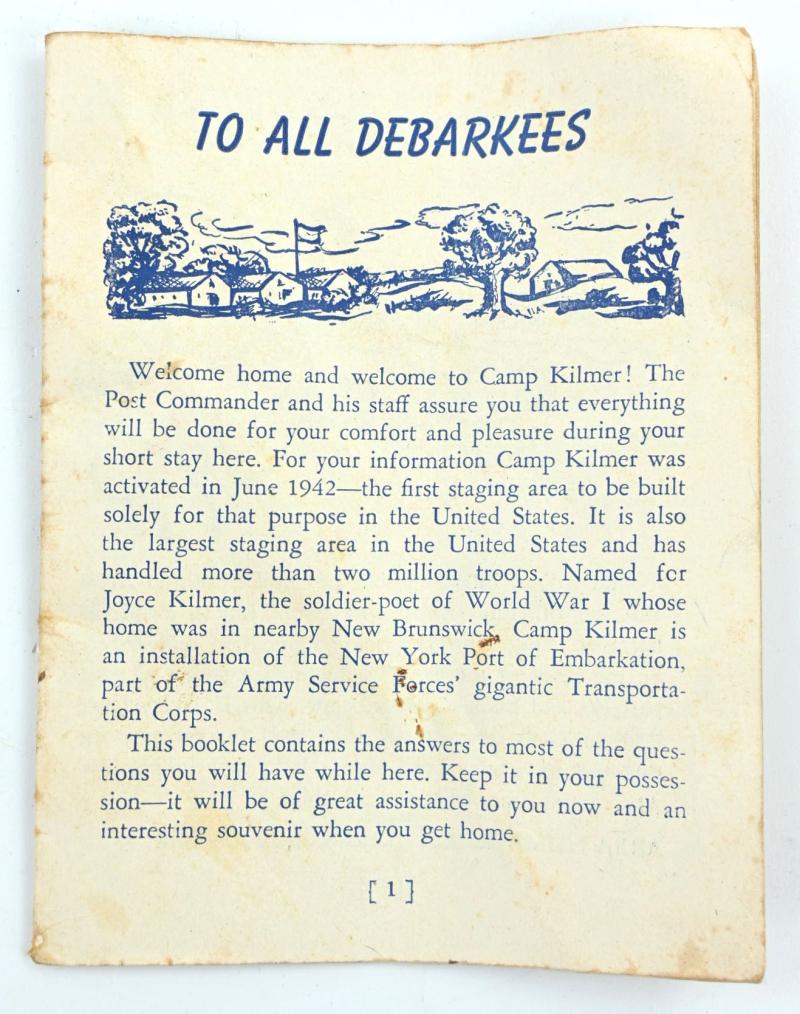 TO ALL DEBARKEES
Welcome home and welcome to Camp Kilmer! The
Post Commander and his staff assure you that everything
will be done for your comfort and pleasure during your
short stay here. For your information Camp Kilmer was
activated in June 1942—the first staging area to be built
solely for that purpose in the United States. It is also
the largest staging area in the United States and has
handled more than two million troops. Named for
Joyce Kilmer, the soldier-poet of World War I whose
home was in nearby New Brunswick, Camp Kilmer is
an installation of the New York Port of Embarkation,
part of the Army Service Forces' gigantic Transporta-
tion Corps.
This booklet contains the answers to most of the ques-
tions you will have while here. Keep it in your posses-
sion—it will be of great assistance to you now and an
interesting souvenir when you get home.
[ 1 ]